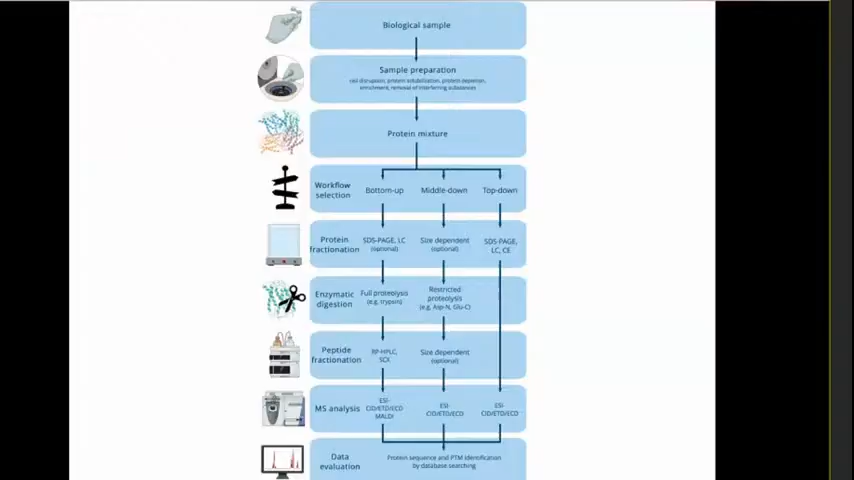 Biological sample
Sample preparation
cell disruption, protein solubilization, protein depletion,
enrichment, removal of interfering substances
Protein mixture
Workflow
selection
Bottom-up
Middle-down
Top-down
Protein
fractionation
SDS-PAGE, LC
(optional)
Size dependent
(optional)
SDS-PAGE,
LC, CE
Enzymatic
digestion
Full proteolysis
(e.g. trypsin)
Restricted
proteolysis
(e.g. Asp-N, Glu-C)
Peptide
fractionation
RP-HPLC,
SCX
Size dependent
(optional)
MS analysis
ESI-
CID/ETD/ECD
MALDI
ESI-
CID/ETD/ECD
ESI-
CID/ETD/ECD
Data
evaluation
Protein sequence and PTM identification
by database searching